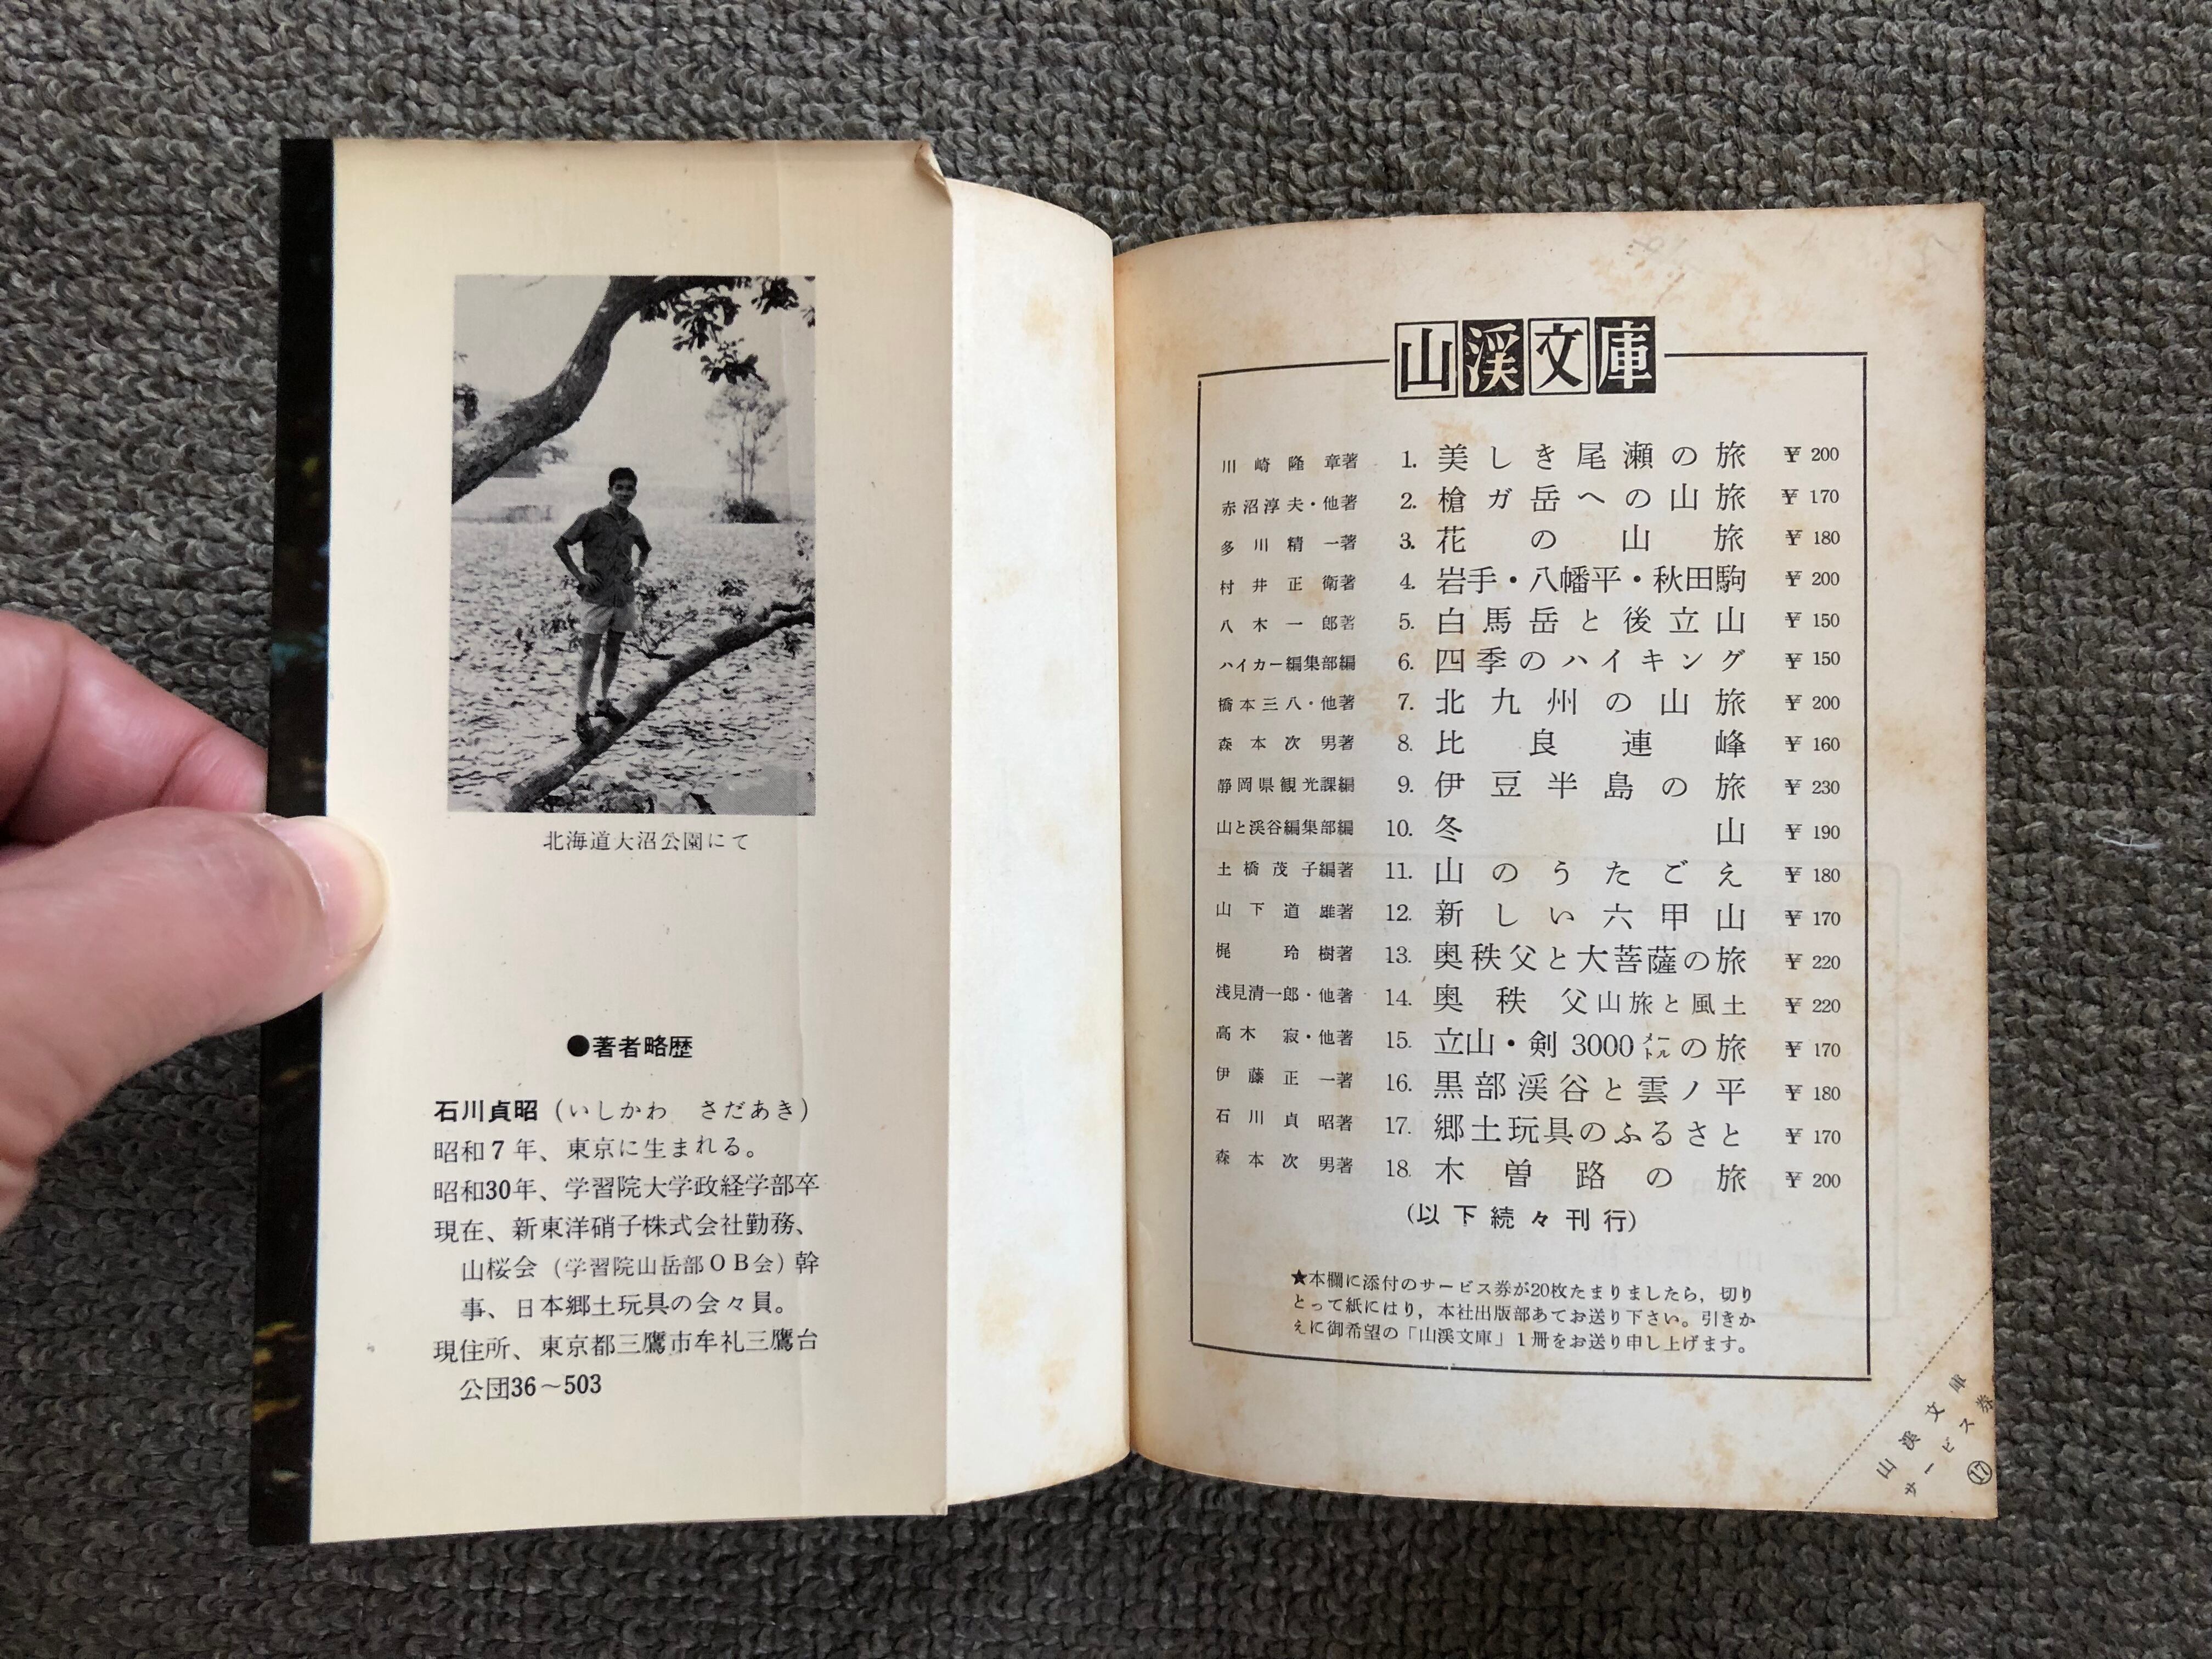 北海道大沼公園にて
●著者略歴
石川貞昭（いしかわ　さだあき）
昭和7年、東京に生まれる。
昭和30年、学習院大学政経学部卒
現在、新東洋硝子株式会社勤務、
山桜会（学習院山岳部OB会）幹
事、日本郷土玩具の会々員。
現住所、東京都三鷹市牟礼三鷹台
公団36〜503
山渓文庫
川崎隆章著 1. 美しき尾瀬の旅 ¥200
赤沼淳夫・他著 2. 槍ガ岳への山旅 ¥170
多川精一著 3. 花の山旅 ¥180
村井正衛著 4. 岩手・八幡平・秋田駒 ¥200
八木一郎著 5. 白馬岳と後立山 ¥150
ハイカー編集部編 6. 四季のハイキング ¥150
橋本三八・他著 7. 北九州の山旅 ¥200
森本次男著 8. 比良連峰 ¥160
静岡県観光課編 9. 伊豆半島の旅 ¥230
山と渓谷編集部編 10. 冬山 ¥190
土橋茂子編著 11. 山のうたごえ ¥180
山下道雄著 12. 新しい六甲山 ¥170
梶玲樹著 13. 奥秩父と大菩薩の旅 ¥220
浅見清一郎・他著 14. 奥秩父山旅と風土 ¥220
高木寂・他著 15. 立山・剣3000メートルの旅 ¥170
伊藤正一著 16. 黒部渓谷と雲ノ平 ¥180
石川貞昭著 17. 郷土玩具のふるさと ¥170
森本次男著 18. 木曽路の旅 ¥200
(以下続々刊行)
★本欄に添付のサービス券が20枚たまりましたら，切り
とって紙にはり，本社出版部あてお送り下さい。引きか
えに御希望の「山渓文庫」1冊をお送り申し上げます。
山渓文庫
サービス券
⑰